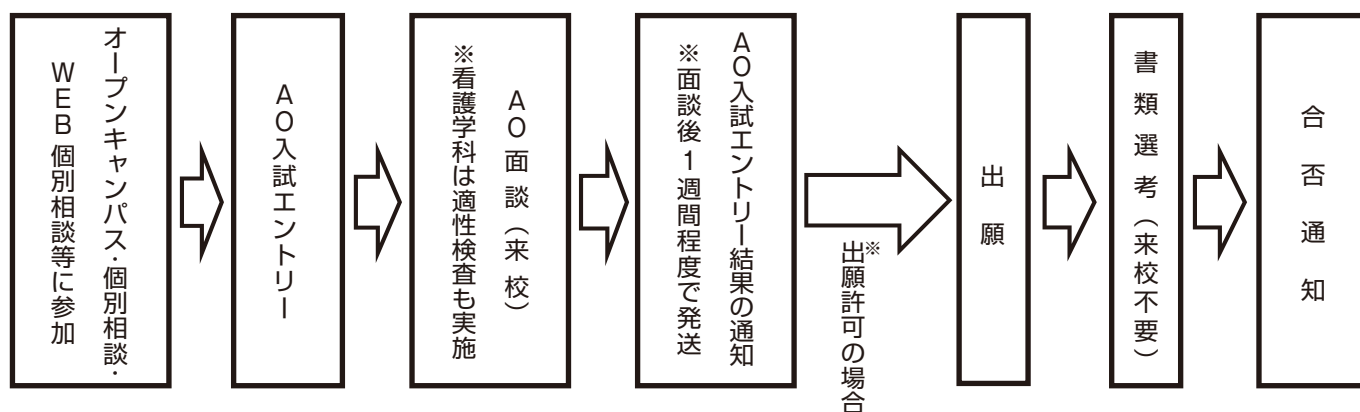 オープンキャンパス・個別相談・
WEB個別相談等に参加
AO入試エントリー
AO面談（来校）
※看護学科は適性検査も実施
AO入試エントリー結果の通知
※面談後1週間程度で発送
※出願許可の場合
出願
書類選考（来校不要）
合否通知